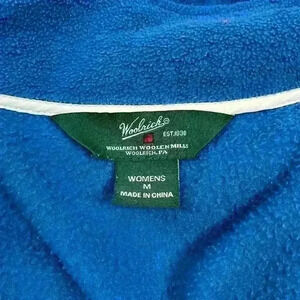 Woolrich®
EST.1830
WOOLRICH WOOLEN MILLS
WOOLRICH, PA
WOMENS
M
MADE IN CHINA